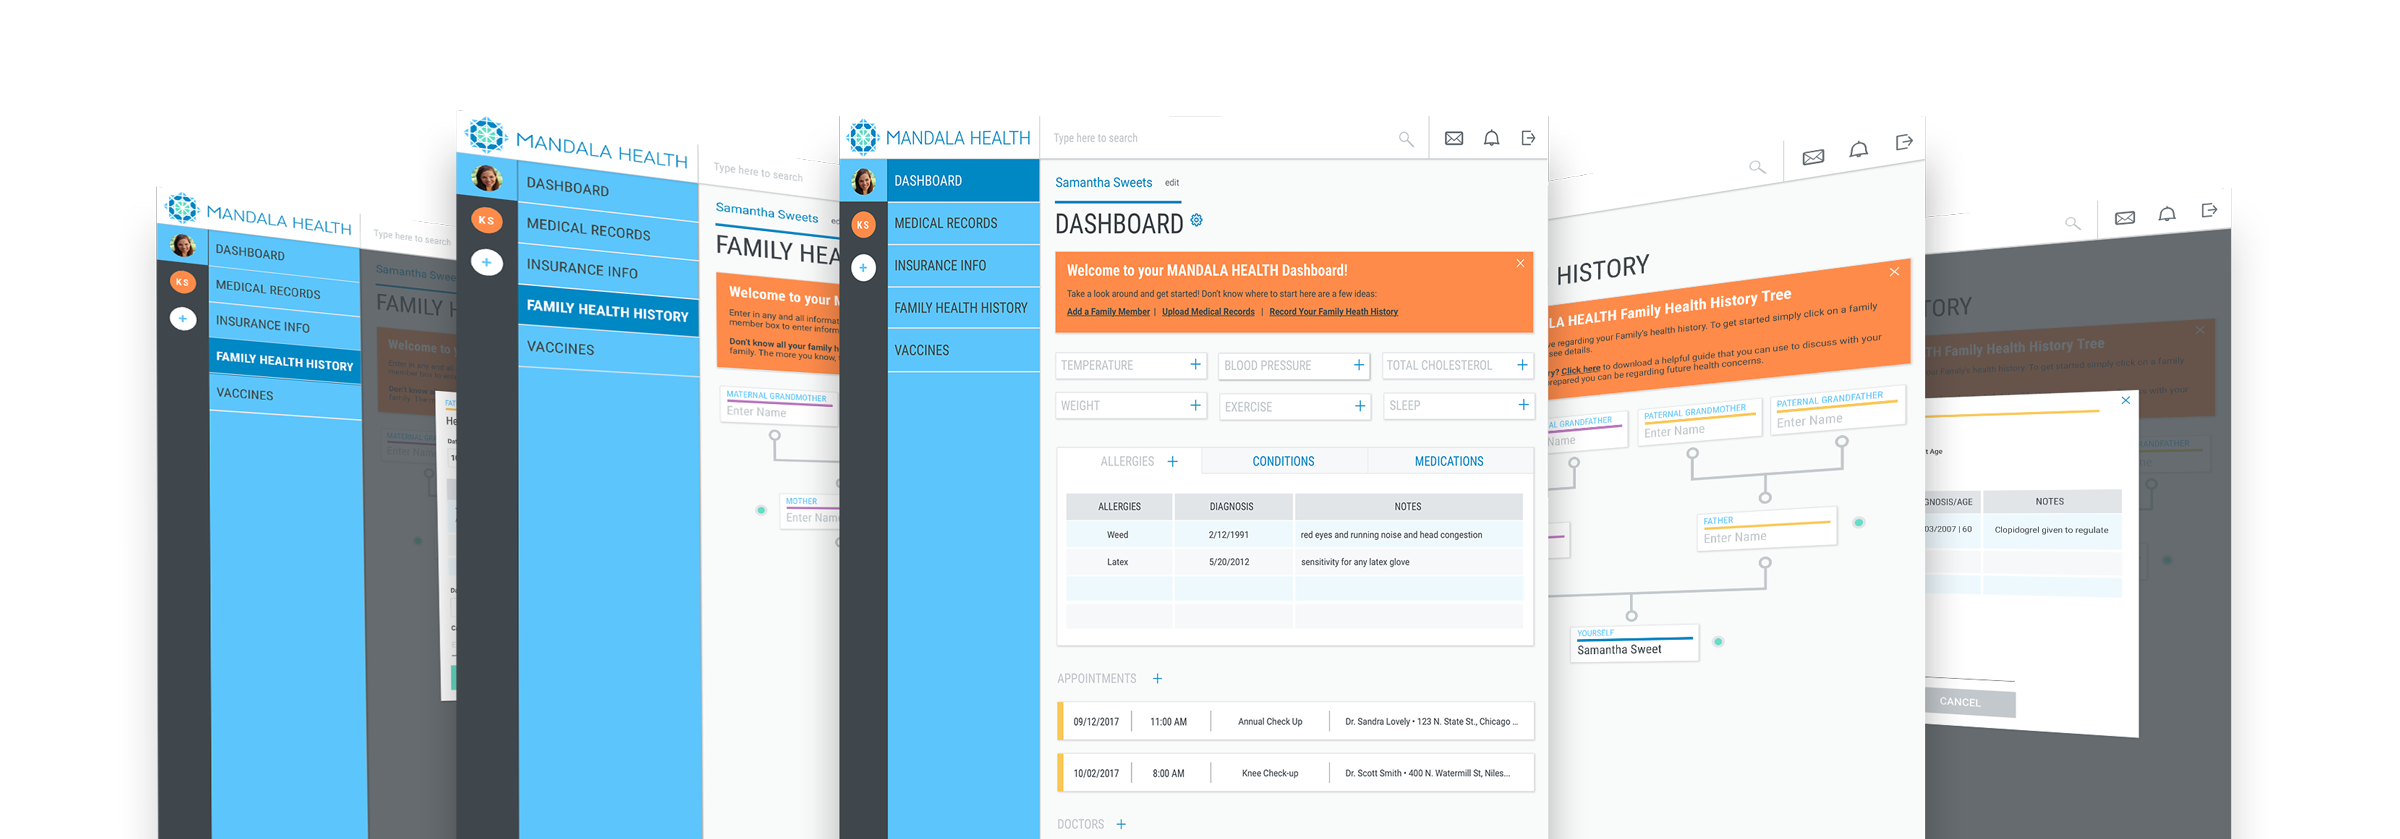 MANDALA HEALTH
Type here to search
DASHBOARD
KS
MEDICAL RECORDS
INSURANCE INFO
FAMILY HEALTH HISTORY
VACCINES
Samantha Sweets
FAMILY
MANDALA HEALTH
Type here to search
DASHBOARD
KS
MEDICAL RECORDS
INSURANCE INFO
FAMILY HEALTH HISTORY
VACCINES
Samantha Sweets
FAMILY HEA
Welcome to your
Enter in any and all informat
member box to enter inform
Don't know all your family h
family. The more you know,
MATERNAL GRANDMOTHER
Enter Name
MOTHER
Enter Name
MANDALA HEALTH
Type here to search
DASHBOARD
KS
MEDICAL RECORDS
INSURANCE INFO
FAMILY HEALTH HISTORY
VACCINES
Samantha Sweets edit
DASHBOARD
Welcome to your MANDALA HEALTH Dashboard!
Take a look around and get started! Don't know where to start here are a few ideas:
Add a Family Member | Upload Medical Records | Record Your Family Heath History
TEMPERATURE + BLOOD PRESSURE + TOTAL CHOLESTEROL +
WEIGHT + EXERCISE + SLEEP +
ALLERGIES + CONDITIONS MEDICATIONS
ALLERGIES DIAGNOSIS NOTES
Weed 2/12/1991 red eyes and running noise and head congestion
Latex 5/20/2012 sensitivity for any latex glove
APPOINTMENTS +
09/12/2017 11:00 AM Annual Check Up Dr. Sandra Lovely • 123 N. State St., Chicago ...
10/02/2017 8:00 AM Knee Check-up Dr. Scott Smith • 400 N. Watermill St, Niles...
DOCTORS +
HISTORY
LA HEALTH Family Health History Tree
e regarding your Family's health history. To get started simply click on a family
see details.
ry? Click here to download a helpful guide that you can use to discuss with your
repared you can be regarding future health concerns.
AL GRANDFATHER
Name
PATERNAL GRANDMOTHER
Enter Name
PATERNAL GRANDFATHER
Enter Name
FATHER
Enter Name
YOURSELF
Samantha Sweet
TORY
TH Family Health History Tree
our Family's health history. To get started simply click on a family
s with your
t Age
GNOSIS/AGE NOTES
03/2007 | 60 Clopidogrel given to regulate
CANCEL